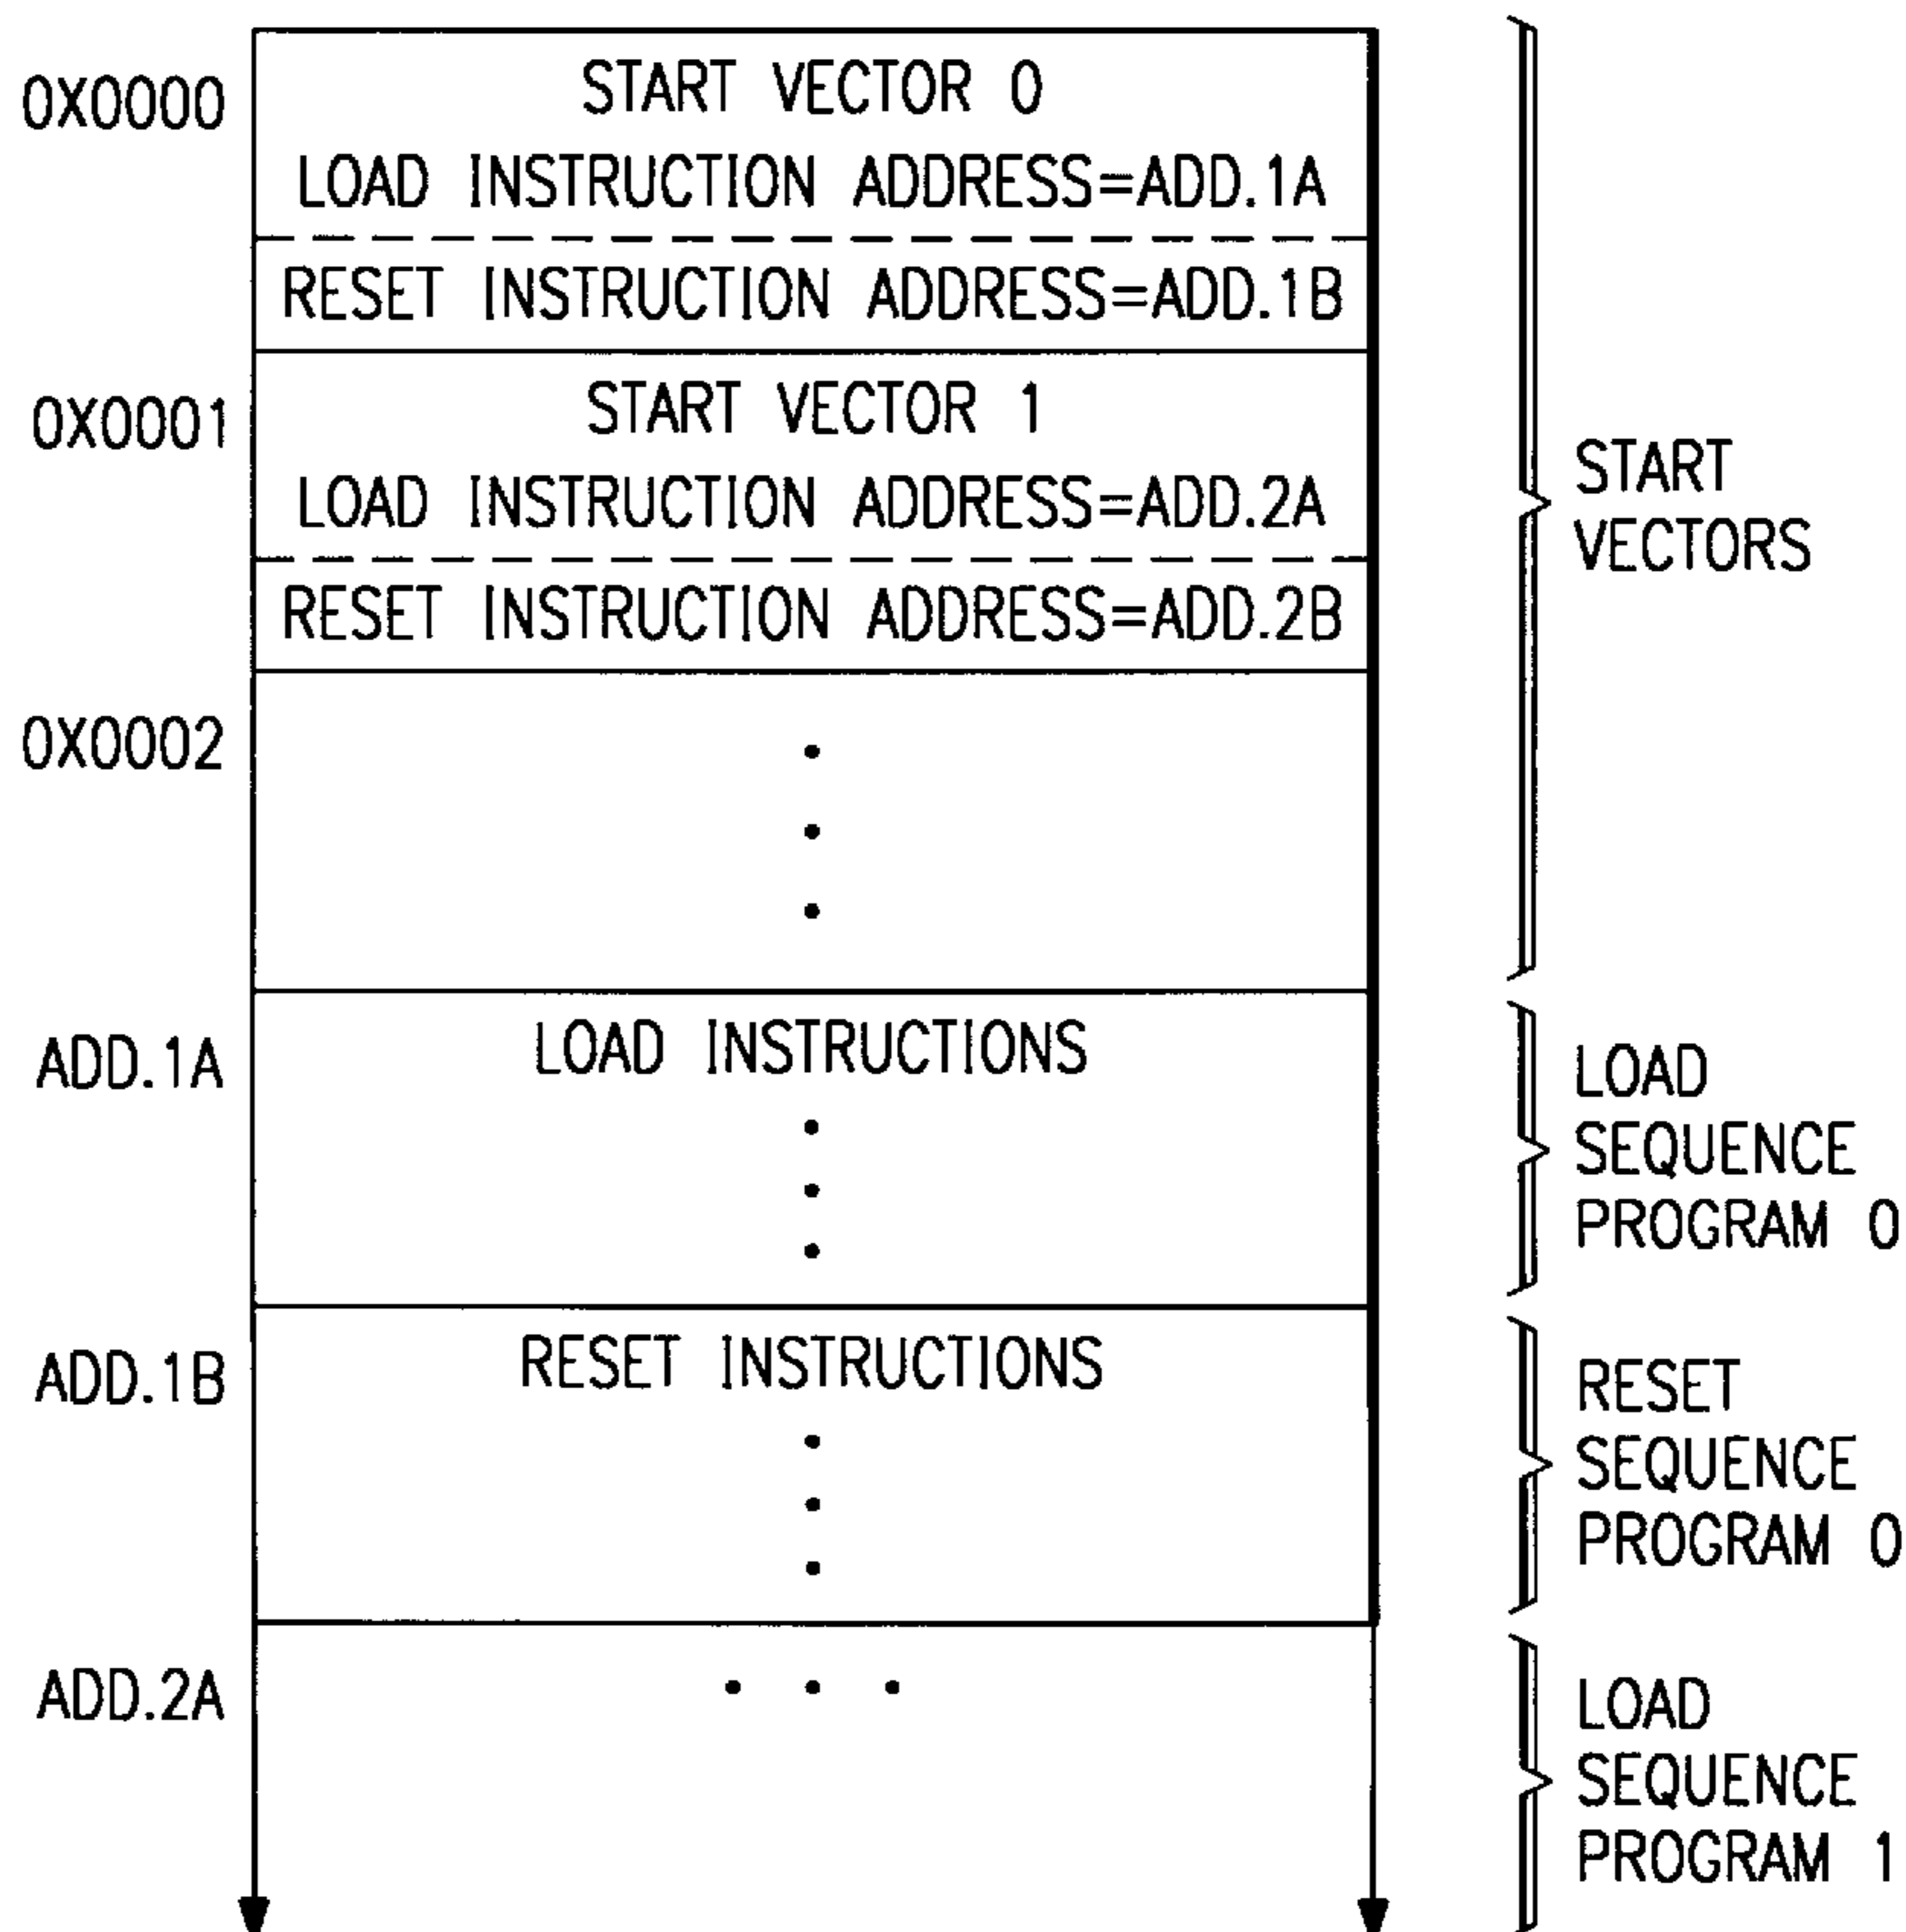 0X0000
START VECTOR 0
LOAD INSTRUCTION ADDRESS=ADD.1A
RESET INSTRUCTION ADDRESS=ADD.1B
0X0001
START VECTOR 1
LOAD INSTRUCTION ADDRESS=ADD.2A
RESET INSTRUCTION ADDRESS=ADD.2B
START
VECTORS
0X0002
ADD.1A
LOAD INSTRUCTIONS
LOAD
SEQUENCE
PROGRAM 0
ADD.1B
RESET INSTRUCTIONS
RESET
SEQUENCE
PROGRAM 0
ADD.2A
LOAD
SEQUENCE
PROGRAM 1